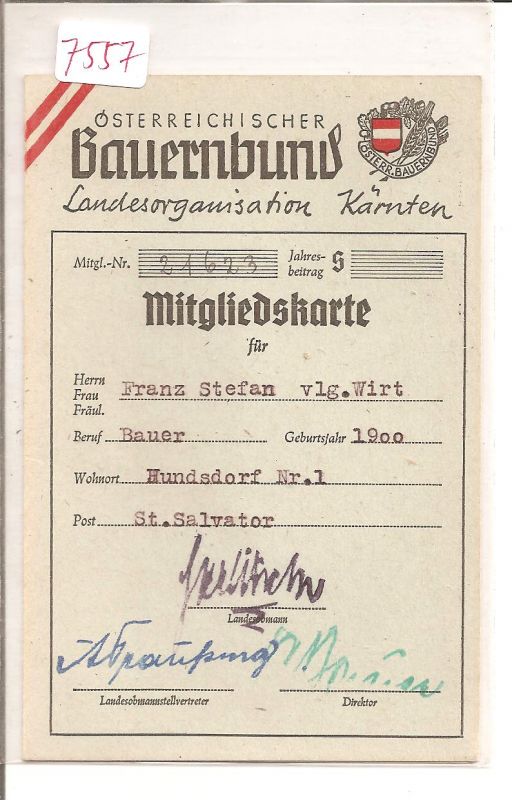 7557
ÖSTERREICHISCHER
Bauernbund
ÖSTERR. BAUERNBUND
Landesorganisation Kärnten
Mitgl.-Nr. 21623 Jahres-beitrag S
Mitgliedskarte
für
Herrn
Frau Franz Stefan vlg.Wirt
Fräul.
Beruf Bauer Geburtsjahr 1900
Wohnort Hundsdorf Nr.1
Post St.Salvator
Landesobmann
Landesobmannstellvertreter Direktor